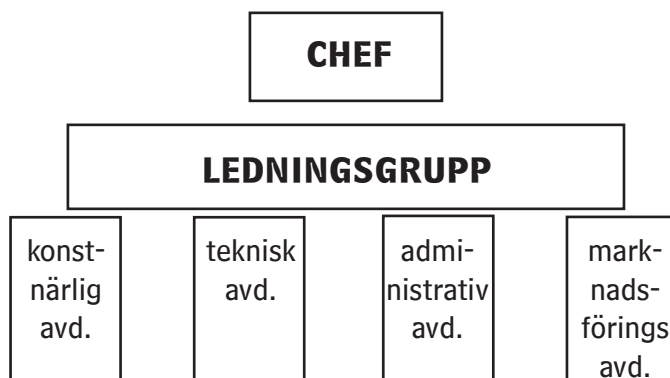 CHEF
LEDNINGSGRUPP
konst-
närlig
avd.
teknisk
avd.
admi-
nistrativ
avd.
mark-
nads-
förings
avd.